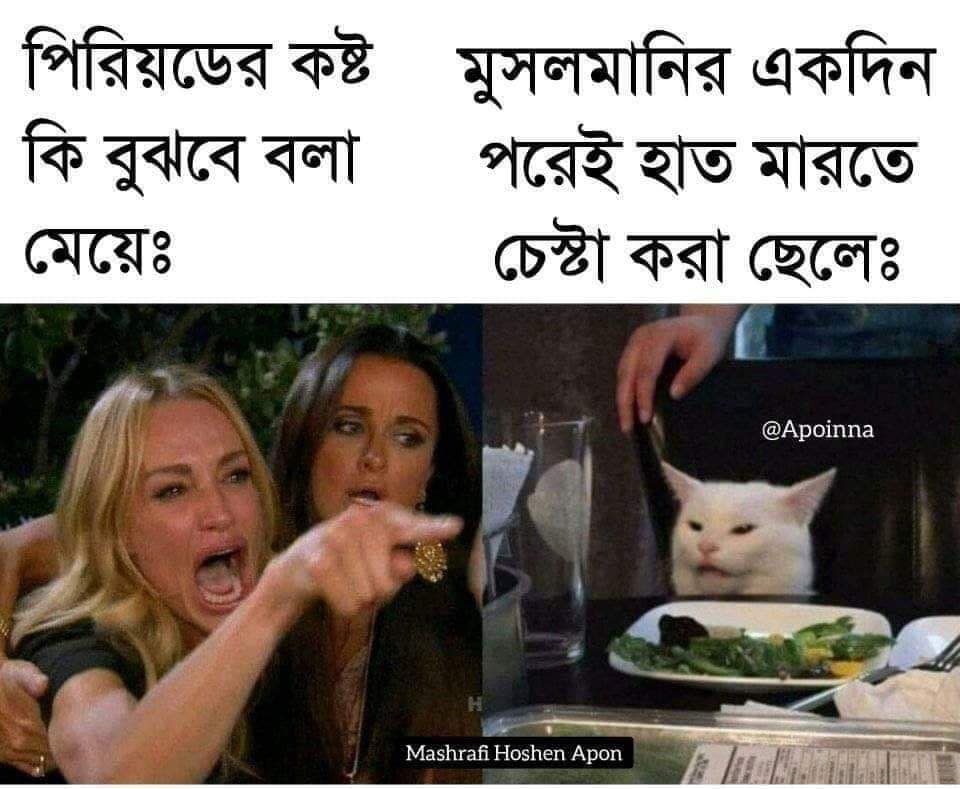 পিরিয়ডের কষ্ট
কি বুঝবে বলা
মেয়েঃ
মুসলমানির একদিন
পরেই হাত মারতে
চেস্টা করা ছেলেঃ
@Apoinna
Mashrafi Hoshen Apon